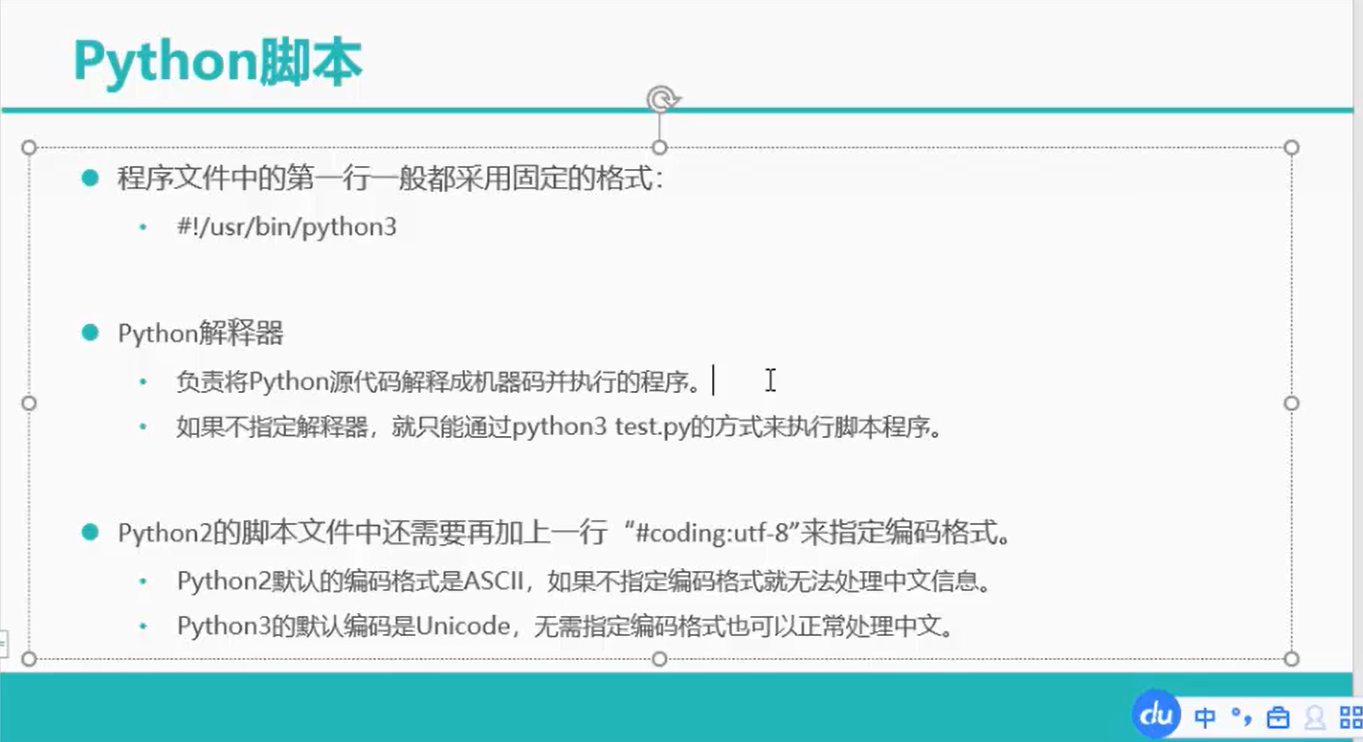 Python脚本
程序文件中的第一行一般都采用固定的格式：
#!/usr/bin/python3
Python解释器
负责将Python源代码解释成机器码并执行的程序。
如果不指定解释器，就只能通过python3 test.py的方式来执行脚本程序。
Python2的脚本文件中还需要再加上一行“#coding:utf-8”来指定编码格式。
Python2默认的编码格式是ASCII，如果不指定编码格式就无法处理中文信息。
Python3的默认编码是Unicode，无需指定编码格式也可以正常处理中文。
du 中 °，